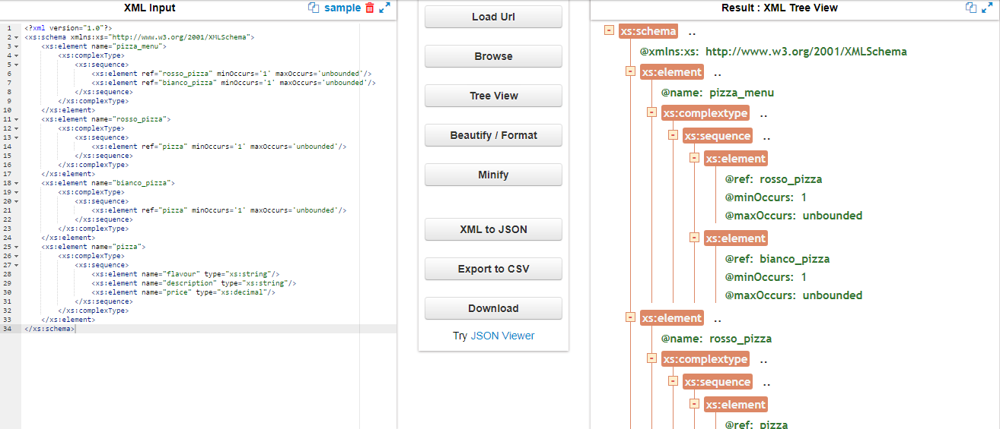 XML Input
sample
1 <?xml version="1.0"?>
2 <xs:schema xmlns:xs="http://www.w3.org/2001/XMLSchema">
3 <xs:element name="pizza_menu">
4 <xs:complexType>
5 <xs:sequence>
6 <xs:element ref="rosso_pizza" minOccurs='1' maxOccurs='unbounded'/>
7 <xs:element ref="bianco_pizza" minOccurs='1' maxOccurs='unbounded'/>
8 </xs:sequence>
9 </xs:complexType>
10 </xs:element>
11 <xs:element name="rosso_pizza">
12 <xs:complexType>
13 <xs:sequence>
14 <xs:element ref="pizza" minOccurs='1' maxOccurs='unbounded'/>
15 </xs:sequence>
16 </xs:complexType>
17 </xs:element>
18 <xs:element name="bianco_pizza">
19 <xs:complexType>
20 <xs:sequence>
21 <xs:element ref="pizza" minOccurs='1' maxOccurs='unbounded'/>
22 </xs:sequence>
23 </xs:complexType>
24 </xs:element>
25 <xs:element name="pizza">
26 <xs:complexType>
27 <xs:sequence>
28 <xs:element name="flavour" type="xs:string"/>
29 <xs:element name="description" type="xs:string"/>
30 <xs:element name="price" type="xs:decimal"/>
31 </xs:sequence>
32 </xs:complexType>
33 </xs:element>
34 </xs:schema>
Load Url
Browse
Tree View
Beautify / Format
Minify
XML to JSON
Export to CSV
Download
Try JSON Viewer
Result : XML Tree View
- xs:schema ..
@xmlns:xs: http://www.w3.org/2001/XMLSchema
- xs:element ..
@name: pizza_menu
- xs:complextype ..
- xs:sequence ..
- xs:element
@ref: rosso_pizza
@minOccurs: 1
@maxOccurs: unbounded
- xs:element
@ref: bianco_pizza
@minOccurs: 1
@maxOccurs: unbounded
- xs:element ..
@name: rosso_pizza
- xs:complextype ..
- xs:sequence ..
- xs:element
@ref: pizza